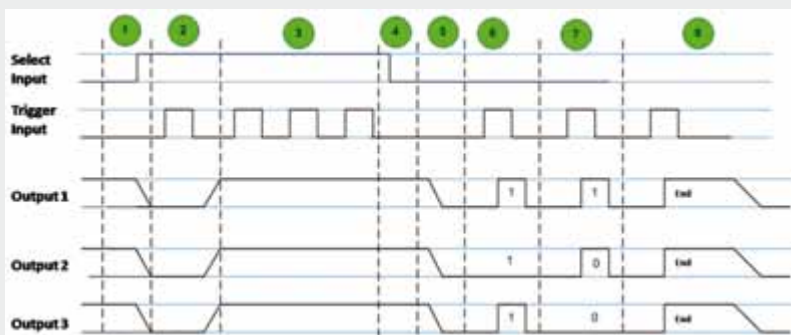 1 2 3 4 5 6 7 8
Select
Input
Trigger
Input
Output 1
1 1 End
Output 2
1 0 End
Output 3
1 0 End